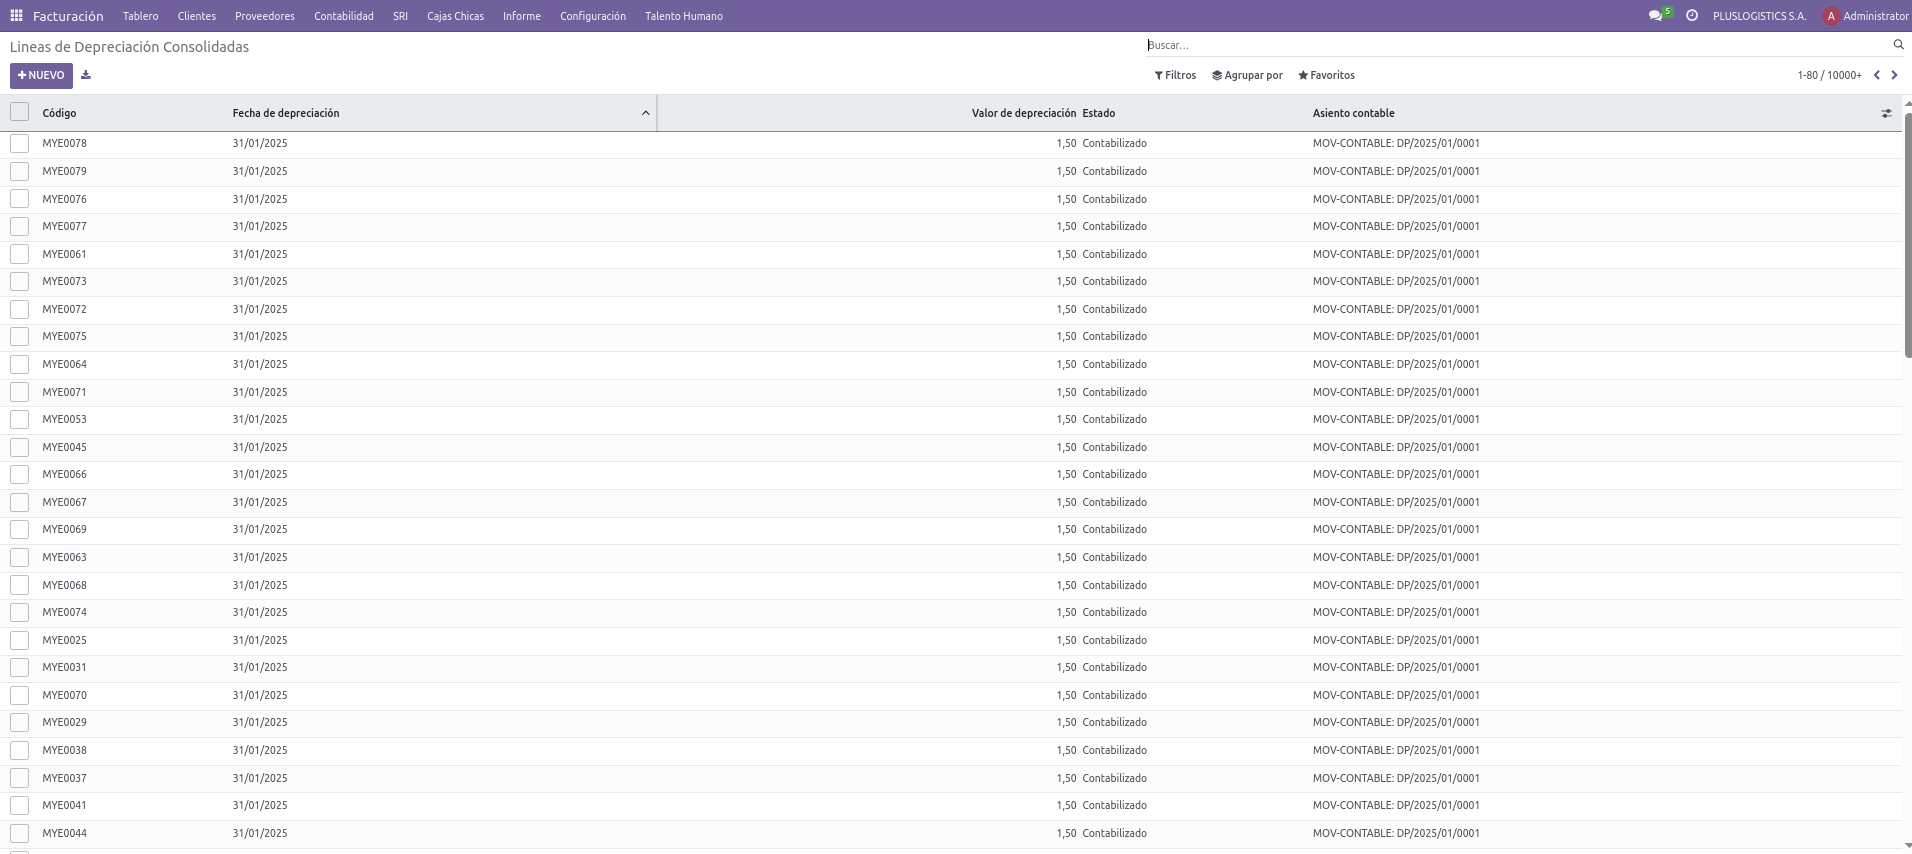 Facturación Tablero Clientes Proveedores Contabilidad SRI Cajas Chicas Informe Configuración Talento Humano 5 PLUSLOGISTICS S.A. A Administrator
Lineas de Depreciación Consolidadas Buscar...
+ NUEVO Filtros Agrupar por Favoritos 1-80 / 10000+
Código Fecha de depreciación Valor de depreciación Estado Asiento contable
MYE0078 31/01/2025 1,50 Contabilizado MOV-CONTABLE: DP/2025/01/0001
MYE0079 31/01/2025 1,50 Contabilizado MOV-CONTABLE: DP/2025/01/0001
MYE0076 31/01/2025 1,50 Contabilizado MOV-CONTABLE: DP/2025/01/0001
MYE0077 31/01/2025 1,50 Contabilizado MOV-CONTABLE: DP/2025/01/0001
MYE0061 31/01/2025 1,50 Contabilizado MOV-CONTABLE: DP/2025/01/0001
MYE0073 31/01/2025 1,50 Contabilizado MOV-CONTABLE: DP/2025/01/0001
MYE0072 31/01/2025 1,50 Contabilizado MOV-CONTABLE: DP/2025/01/0001
MYE0075 31/01/2025 1,50 Contabilizado MOV-CONTABLE: DP/2025/01/0001
MYE0064 31/01/2025 1,50 Contabilizado MOV-CONTABLE: DP/2025/01/0001
MYE0071 31/01/2025 1,50 Contabilizado MOV-CONTABLE: DP/2025/01/0001
MYE0053 31/01/2025 1,50 Contabilizado MOV-CONTABLE: DP/2025/01/0001
MYE0045 31/01/2025 1,50 Contabilizado MOV-CONTABLE: DP/2025/01/0001
MYE0066 31/01/2025 1,50 Contabilizado MOV-CONTABLE: DP/2025/01/0001
MYE0067 31/01/2025 1,50 Contabilizado MOV-CONTABLE: DP/2025/01/0001
MYE0069 31/01/2025 1,50 Contabilizado MOV-CONTABLE: DP/2025/01/0001
MYE0063 31/01/2025 1,50 Contabilizado MOV-CONTABLE: DP/2025/01/0001
MYE0068 31/01/2025 1,50 Contabilizado MOV-CONTABLE: DP/2025/01/0001
MYE0074 31/01/2025 1,50 Contabilizado MOV-CONTABLE: DP/2025/01/0001
MYE0025 31/01/2025 1,50 Contabilizado MOV-CONTABLE: DP/2025/01/0001
MYE0031 31/01/2025 1,50 Contabilizado MOV-CONTABLE: DP/2025/01/0001
MYE0070 31/01/2025 1,50 Contabilizado MOV-CONTABLE: DP/2025/01/0001
MYE0029 31/01/2025 1,50 Contabilizado MOV-CONTABLE: DP/2025/01/0001
MYE0038 31/01/2025 1,50 Contabilizado MOV-CONTABLE: DP/2025/01/0001
MYE0037 31/01/2025 1,50 Contabilizado MOV-CONTABLE: DP/2025/01/0001
MYE0041 31/01/2025 1,50 Contabilizado MOV-CONTABLE: DP/2025/01/0001
MYE0044 31/01/2025 1,50 Contabilizado MOV-CONTABLE: DP/2025/01/0001